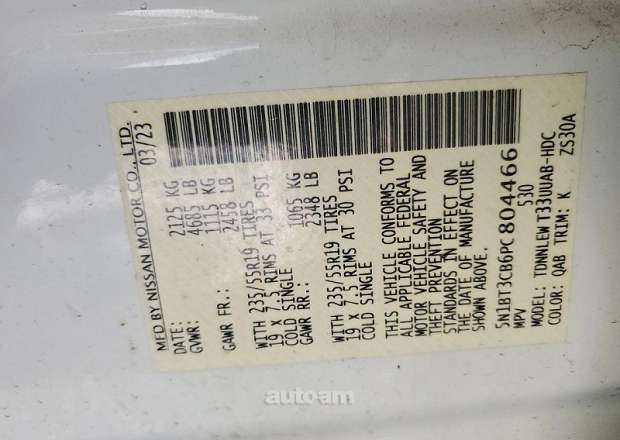 MFD BY NISSAN MOTOR CO., LTD.
DATE: 03/23
GVWR: 2125 KG
4685 LB
GAWR FR.: 1115 KG
2458 LB
WITH 235/55R19 TIRES
19 X 7.5 RIMS AT 33 PSI
COLD SINGLE
GAWR RR.: 1065 KG
2348 LB
WITH 235/55R19 TIRES
19 X 7.5 RIMS AT 30 PSI
COLD SINGLE
THIS VEHICLE CONFORMS TO
ALL APPLICABLE FEDERAL
MOTOR VEHICLE SAFETY AND
THEFT PREVENTION
STANDARDS IN EFFECT ON
THE DATE OF MANUFACTURE
SHOWN ABOVE.
5N1BT3CB6PC804466
MPV 530
MODEL: TDWNLEWT33UUAB-HDC
COLOR: QAB TRIM: K ZS30A
autoam